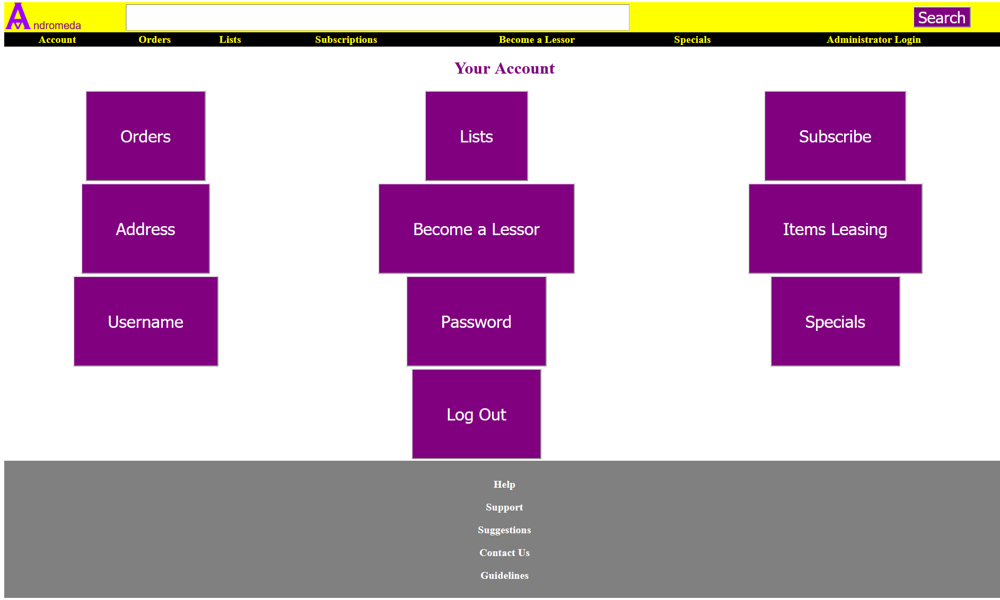 Andromeda Search
Account Orders Lists Subscriptions Become a Lessor Specials Administrator Login
Your Account
Orders Lists Subscribe
Address Become a Lessor Items Leasing
Username Password Specials
Log Out
Help
Support
Suggestions
Contact Us
Guidelines